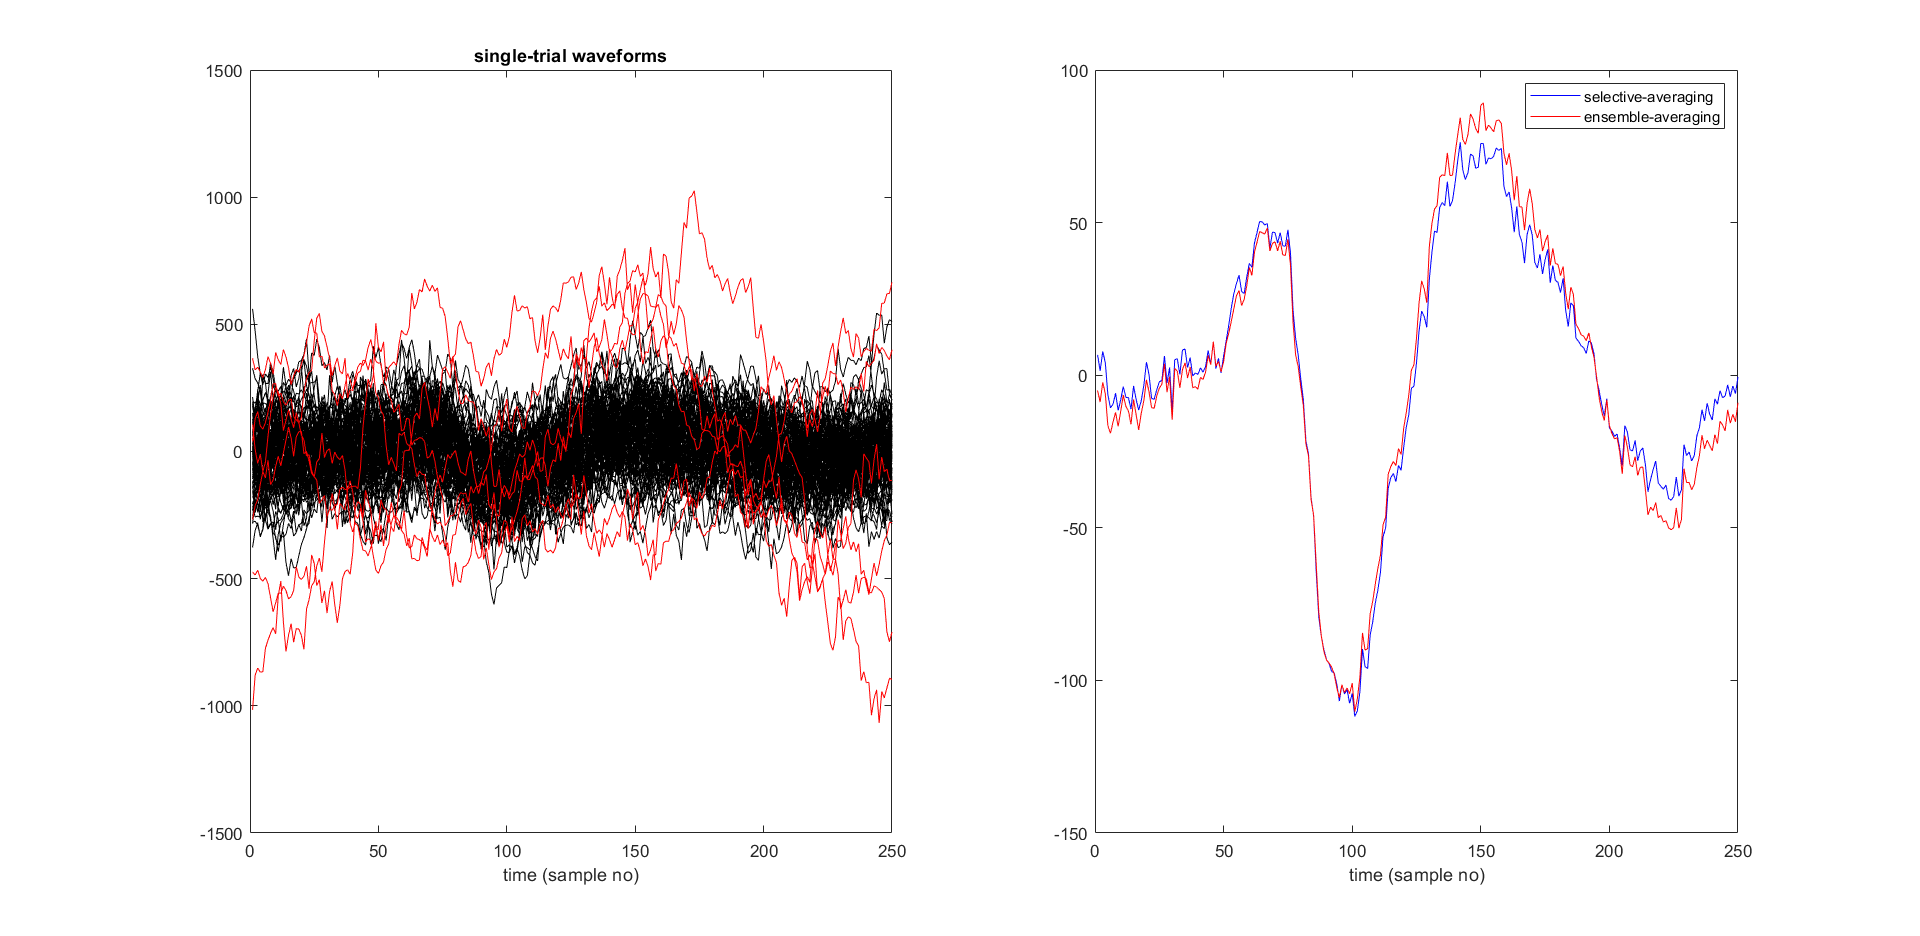 single-trial waveforms
1500
1000
500
0
-500
-1000
-1500
0 50 100 150 200 250
time (sample no)
100
50
0
-50
-100
-150
0 50 100 150 200 250
time (sample no)
selective-averaging
ensemble-averaging